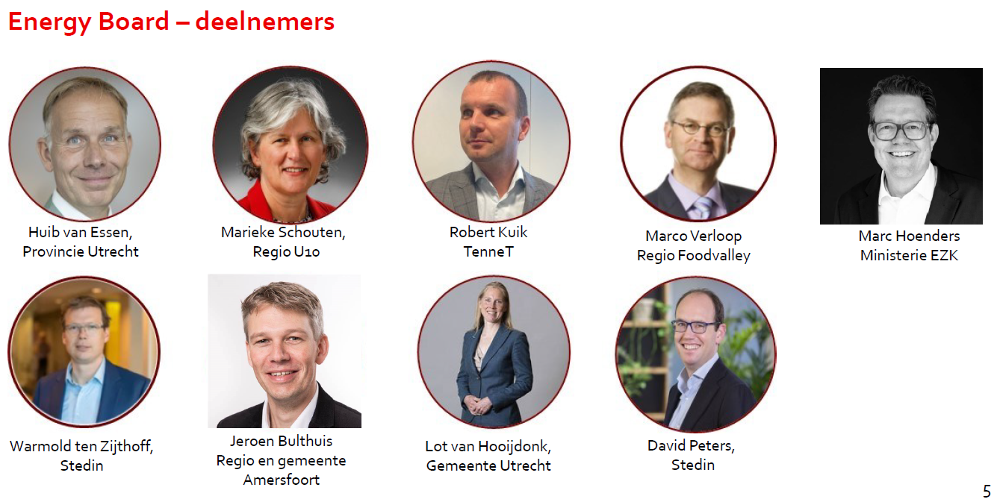 Energy Board – deelnemers
Huib van Essen,
Provincie Utrecht
Marieke Schouten,
Regio U10
Robert Kuik
TenneT
Marco Verloop
Regio Foodvalley
Marc Hoenders
Ministerie EZK
Warmold ten Zijthoff,
Stedin
Jeroen Bulthuis
Regio en gemeente
Amersfoort
Lot van Hooijdonk,
Gemeente Utrecht
David Peters,
Stedin
5